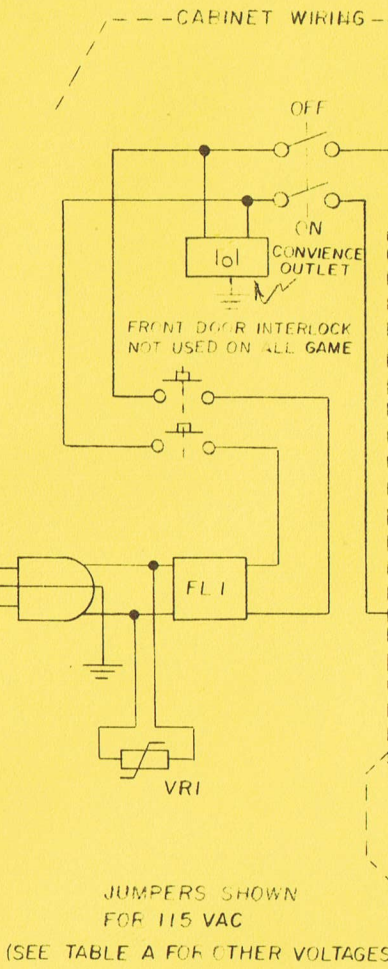 CABINET WIRING
OFF
ON
CONVIENCE
OUTLET
FRONT DOOR INTERLOCK
NOT USED ON ALL GAME
FL 1
VR1
JUMPERS SHOWN
FOR 115 VAC
(SEE TABLE A FOR OTHER VOLTAGES